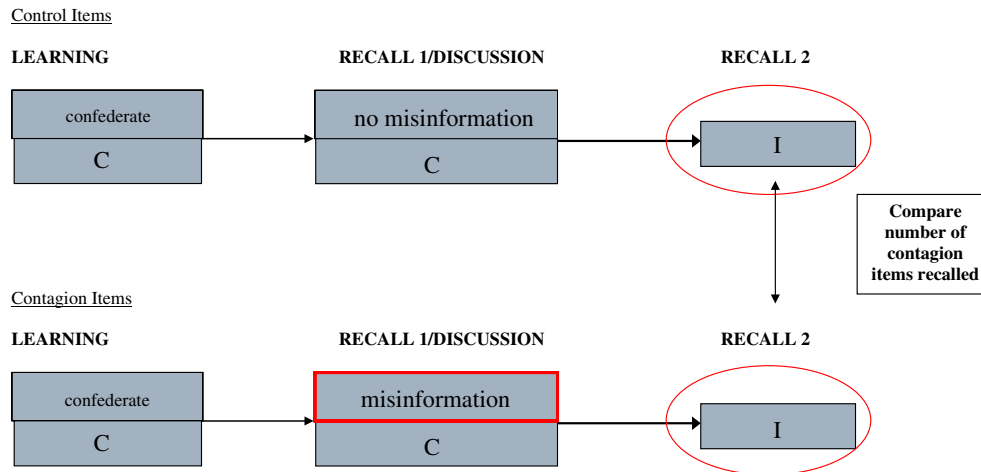 Control Items
LEARNING
RECALL 1/DISCUSSION
RECALL 2
confederate
C
no misinformation
C
I
Compare
number of
contagion
items recalled
Contagion Items
LEARNING
RECALL 1/DISCUSSION
RECALL 2
confederate
C
misinformation
C
I